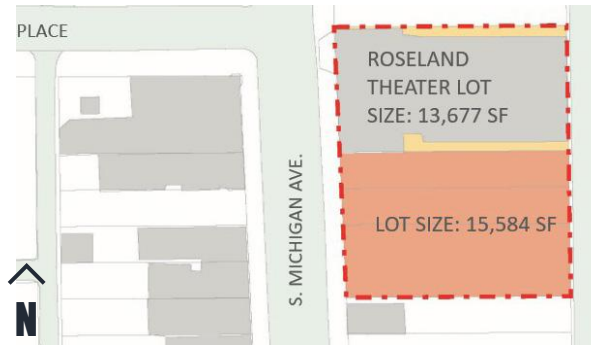 PLACE
ROSELAND
THEATER LOT
SIZE: 13,677 SF
S. MICHIGAN AVE.
LOT SIZE: 15,584 SF
N